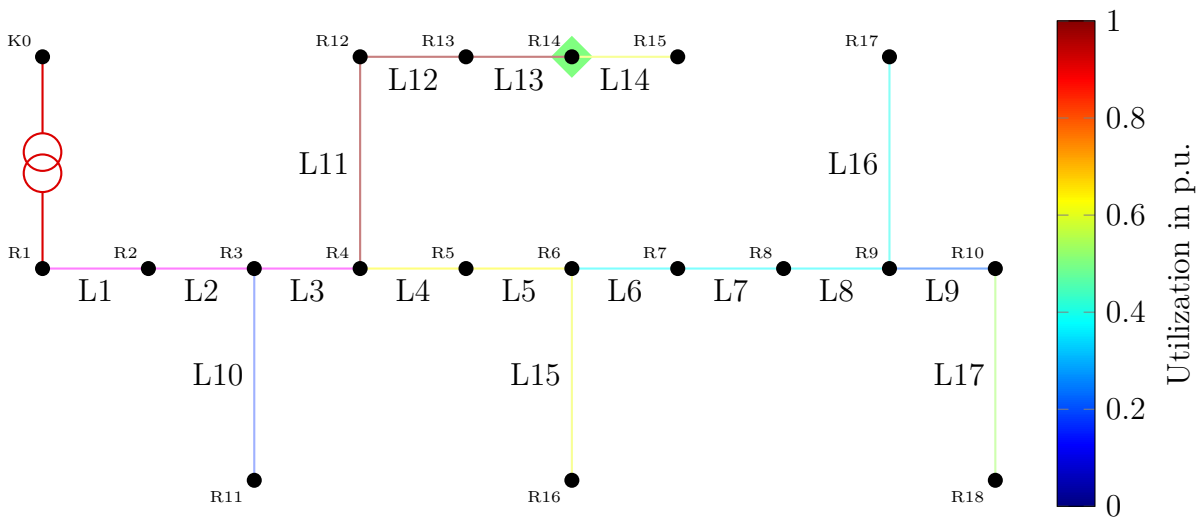 K0
R12
R13
R14
R15
R17
1
L12
L13
L14
0.8
L11
L16
0.6
R1
R2
R3
R4
R5
R6
R7
R8
R9
R10
L1
L2
L3
L4
L5
L6
L7
L8
L9
0.4
L10
L15
L17
0.2
R11
R16
R18
0
Utilization in p.u.